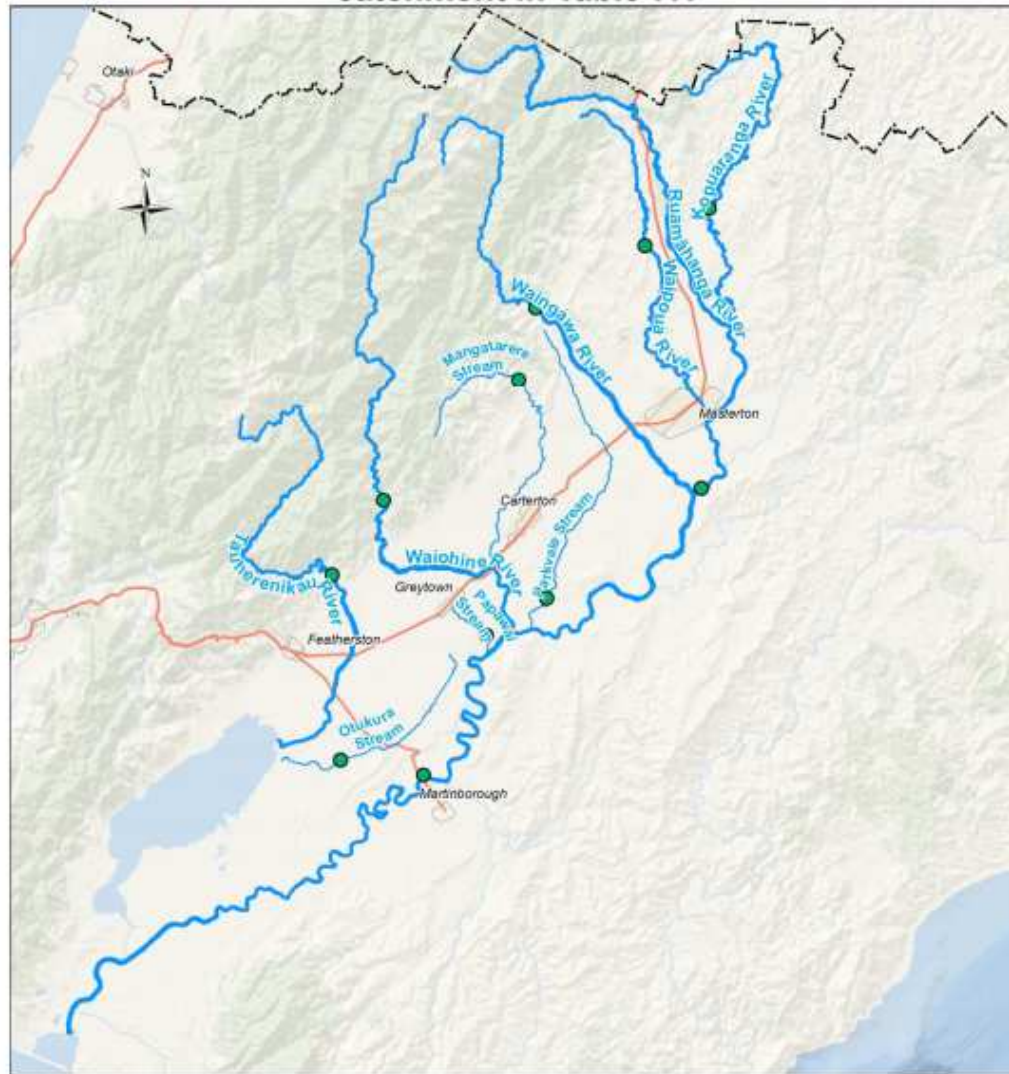 Otaki
N
Kopuaranga River
Ruamāhanga River
Waipoua River
Waingawa River
Mangatarere
Stream
Masterton
Carterton
Parkvale Stream
Waiohine River
Tauherenikau River
Greytown
Papawai
Stream
Featherston
Otukura
Stream
Martinborough